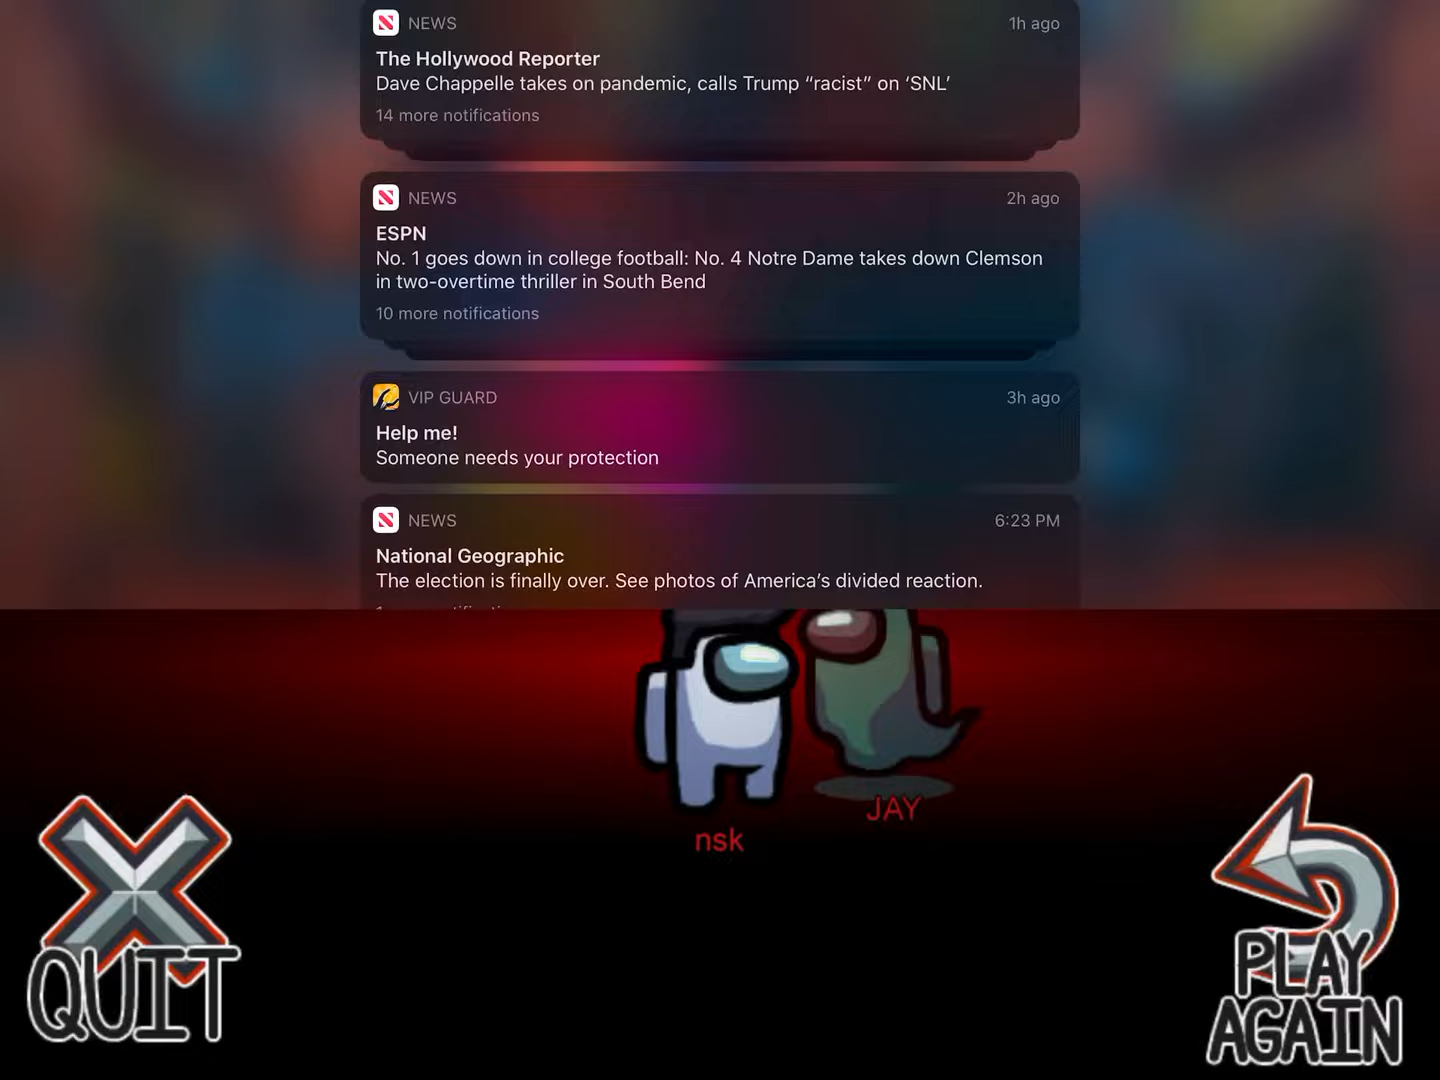 NEWS 1h ago
The Hollywood Reporter
Dave Chappelle takes on pandemic, calls Trump “racist” on ‘SNL’
14 more notifications
NEWS 2h ago
ESPN
No. 1 goes down in college football: No. 4 Notre Dame takes down Clemson
in two-overtime thriller in South Bend
10 more notifications
VIP GUARD 3h ago
Help me!
Someone needs your protection
NEWS 6:23 PM
National Geographic
The election is finally over. See photos of America’s divided reaction.
JAY
nsk
QUIT
PLAY
AGAIN